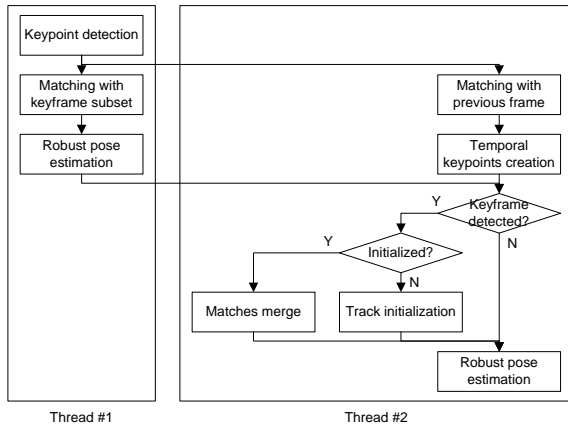 Keypoint detection
Matching with
keyframe subset
Robust pose
estimation
Matching with
previous frame
Temporal
keypoints creation
Keyframe
detected?
Y
N
Initialized?
Y
N
Matches merge
Track initialization
Robust pose
estimation
Thread #1
Thread #2